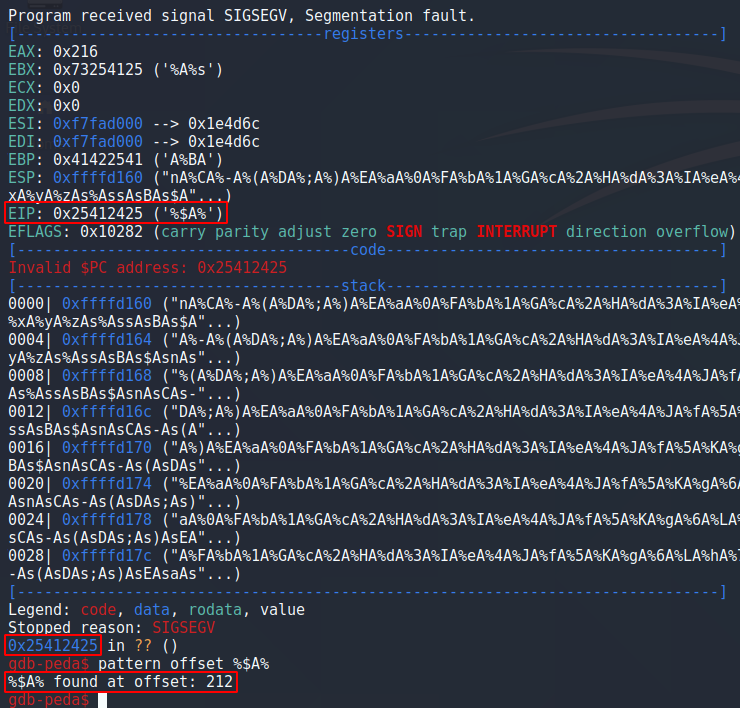 Program received signal SIGSEGV, Segmentation fault.
[----------------------------------registers-----------------------------------]
EAX: 0x216
EBX: 0x73254125 ('%A%s')
ECX: 0x0
EDX: 0x0
ESI: 0xf7fad000 --> 0x1e4d6c
EDI: 0xf7fad000 --> 0x1e4d6c
EBP: 0x41422541 ('A%BA')
ESP: 0xffffd160 ("nA%CA%-A%(A%DA%;A%)A%EA%aA%0A%FA%bA%1A%GA%cA%2A%HA%dA%3A%IA%eA%4
xA%yA%zAs%AssAsBAs$A"...)
EIP: 0x25412425 ('%$A%')
EFLAGS: 0x10282 (carry parity adjust zero SIGN trap INTERRUPT direction overflow)
[-------------------------------------code-------------------------------------]
Invalid $PC address: 0x25412425
[------------------------------------stack-------------------------------------]
0000| 0xffffd160 ("nA%CA%-A%(A%DA%;A%)A%EA%aA%0A%FA%bA%1A%GA%cA%2A%HA%dA%3A%IA%eA
%xA%yA%zAs%AssAsBAs$A"...)
0004| 0xffffd164 ("A%-A%(A%DA%;A%)A%EA%aA%0A%FA%bA%1A%GA%cA%2A%HA%dA%3A%IA%eA%4A%J
yA%zAs%AssAsBAs$AsnAs"...)
0008| 0xffffd168 ("%(A%DA%;A%)A%EA%aA%0A%FA%bA%1A%GA%cA%2A%HA%dA%3A%IA%eA%4A%JA%fA
As%AssAsBAs$AsnAsCAs-"...)
0012| 0xffffd16c ("DA%;A%)A%EA%aA%0A%FA%bA%1A%GA%cA%2A%HA%dA%3A%IA%eA%4A%JA%fA%5A%
ssAsBAs$AsnAsCAs-As(A"...)
0016| 0xffffd170 ("A%)A%EA%aA%0A%FA%bA%1A%GA%cA%2A%HA%dA%3A%IA%eA%4A%JA%fA%5A%KA%g
BAs$AsnAsCAs-As(AsDAs"...)
0020| 0xffffd174 ("%EA%aA%0A%FA%bA%1A%GA%cA%2A%HA%dA%3A%IA%eA%4A%JA%fA%5A%KA%gA%6A
AsnAsCAs-As(AsDAs;As)"...)
0024| 0xffffd178 ("aA%0A%FA%bA%1A%GA%cA%2A%HA%dA%3A%IA%eA%4A%JA%fA%5A%KA%gA%6A%LA%
sCAs-As(AsDAs;As)AsEA"...)
0028| 0xffffd17c ("A%FA%bA%1A%GA%cA%2A%HA%dA%3A%IA%eA%4A%JA%fA%5A%KA%gA%6A%LA%hA%7
-As(AsDAs;As)AsEAsaAs"...)
[------------------------------------------------------------------------------]
Legend: code, data, rodata, value
Stopped reason: SIGSEGV
0x25412425 in ?? ()
gdb-peda$ pattern offset %$A%
%$A% found at offset: 212
gdb-peda$